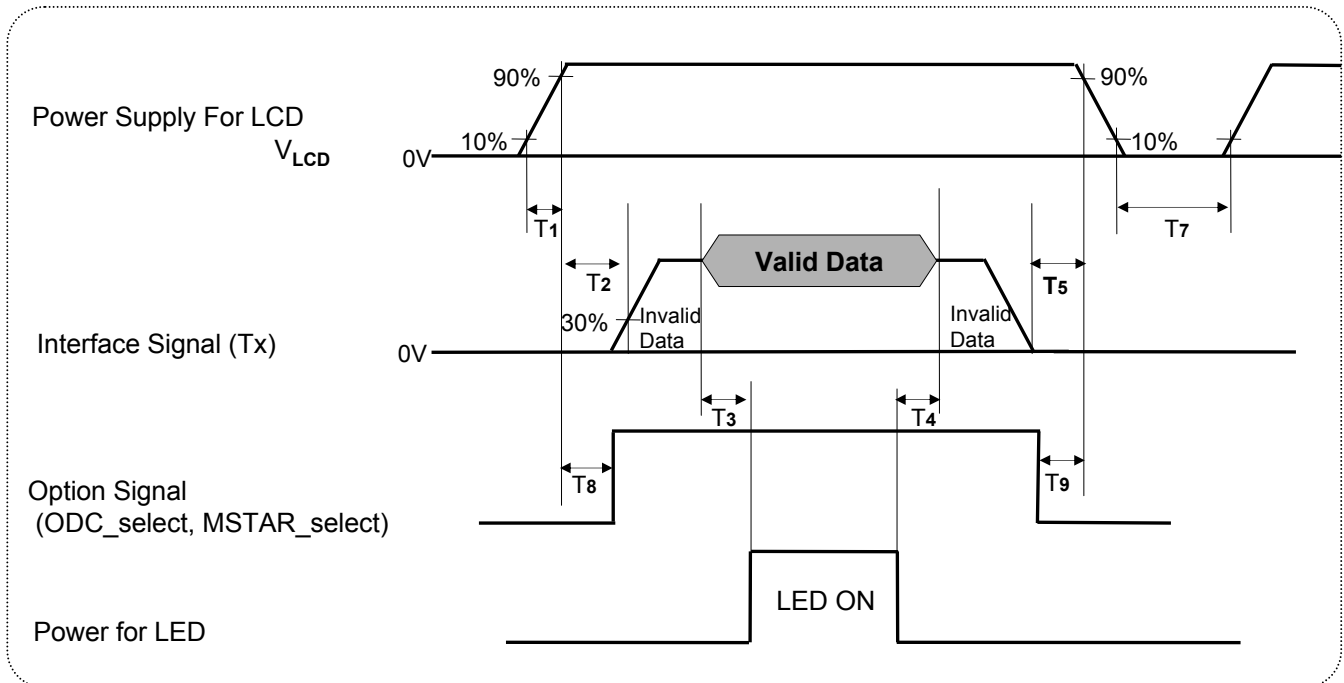 90%
90%
Power Supply For LCD
VLCD
10%
10%
0V
T1
T7
Valid Data
T2
T5
30%
Invalid
Data
Invalid
Data
Interface Signal (Tx)
0V
T3
T4
T8
T9
Option Signal
(ODC_select, MSTAR_select)
LED ON
Power for LED